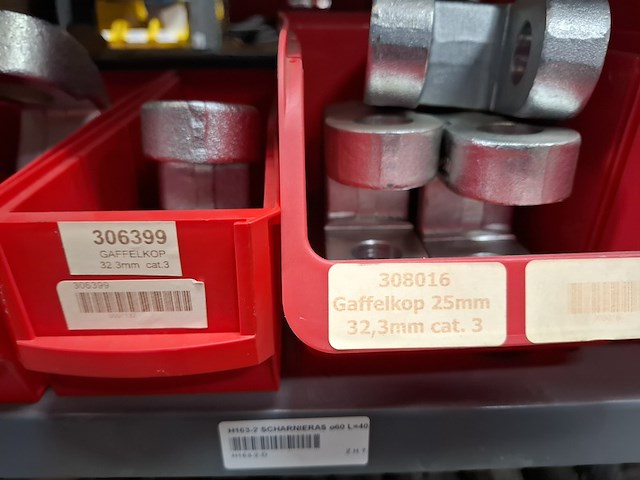 306399
GAFFELKOP
32.3mm cat.3
306399
308016
Gaffelkop 25mm
32,3mm cat. 3
H163-2 SCHARNIERAS ø60 L=40